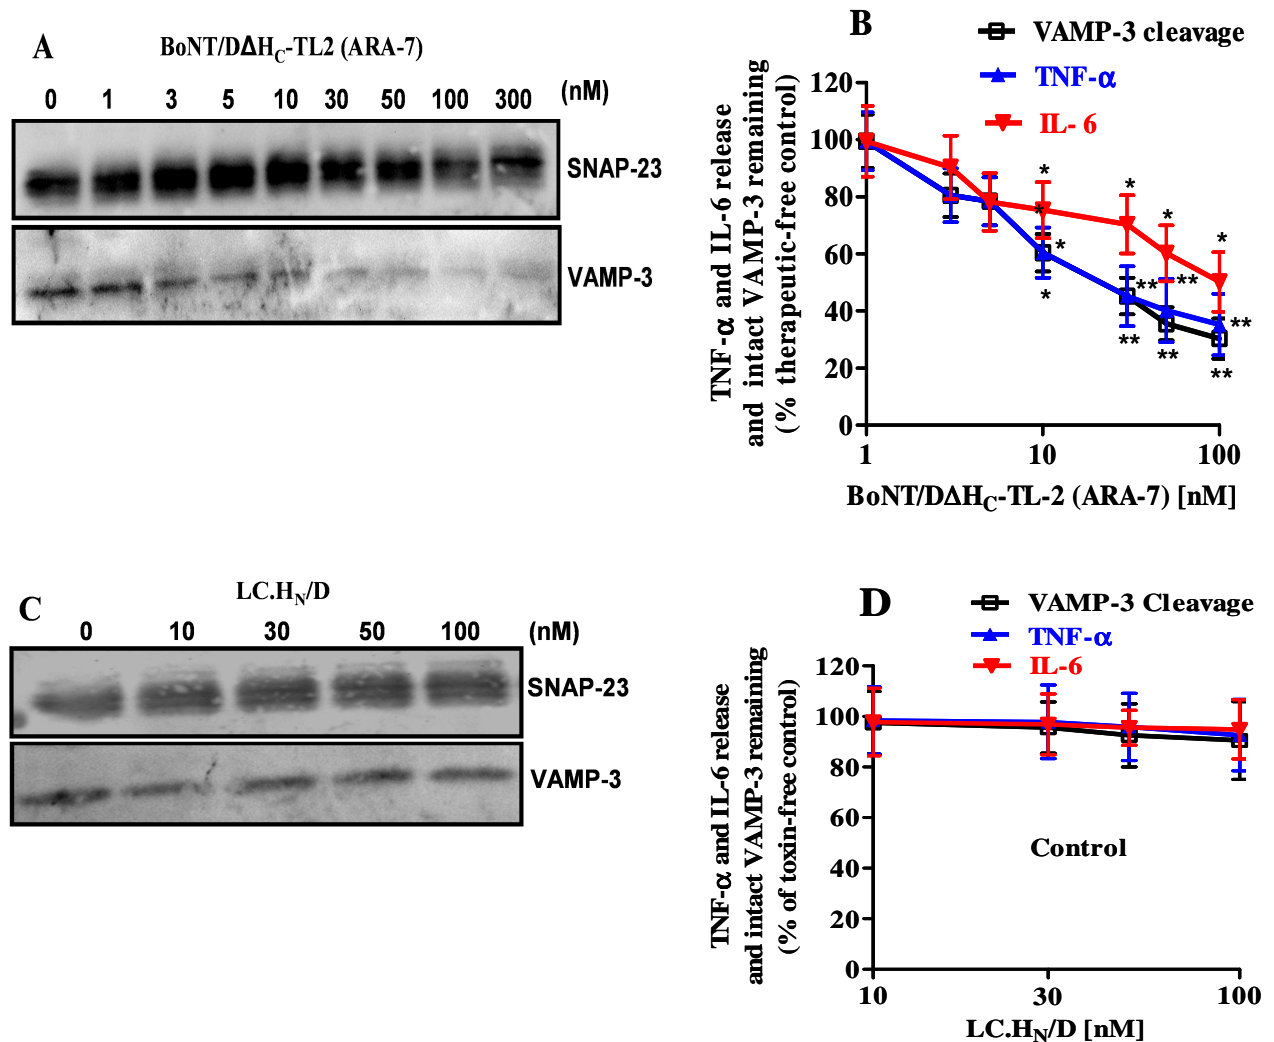 A
BoNT/DΔHC-TL2 (ARA-7)
0 1 3 5 10 30 50 100 300 (nM)
SNAP-23
VAMP-3
B
VAMP-3 cleavage
TNF-α
IL- 6
TNF-α and IL-6 release
and intact VAMP-3 remaining
(% therapeutic-free control)
120
100
80
60
40
20
0
* * * *
* *
*
** **
** ** **
**
1 10 100
BoNT/DΔHC-TL-2 (ARA-7) [nM]
C
LC.HN/D
0 10 30 50 100 (nM)
SNAP-23
VAMP-3
D
VAMP-3 Cleavage
TNF-α
IL-6
TNF-α and IL-6 release
and intact VAMP-3 remaining
(% of toxin-free control)
120
100
80
60
40
20
0
Control
10 30 100
LC.HN/D [nM]